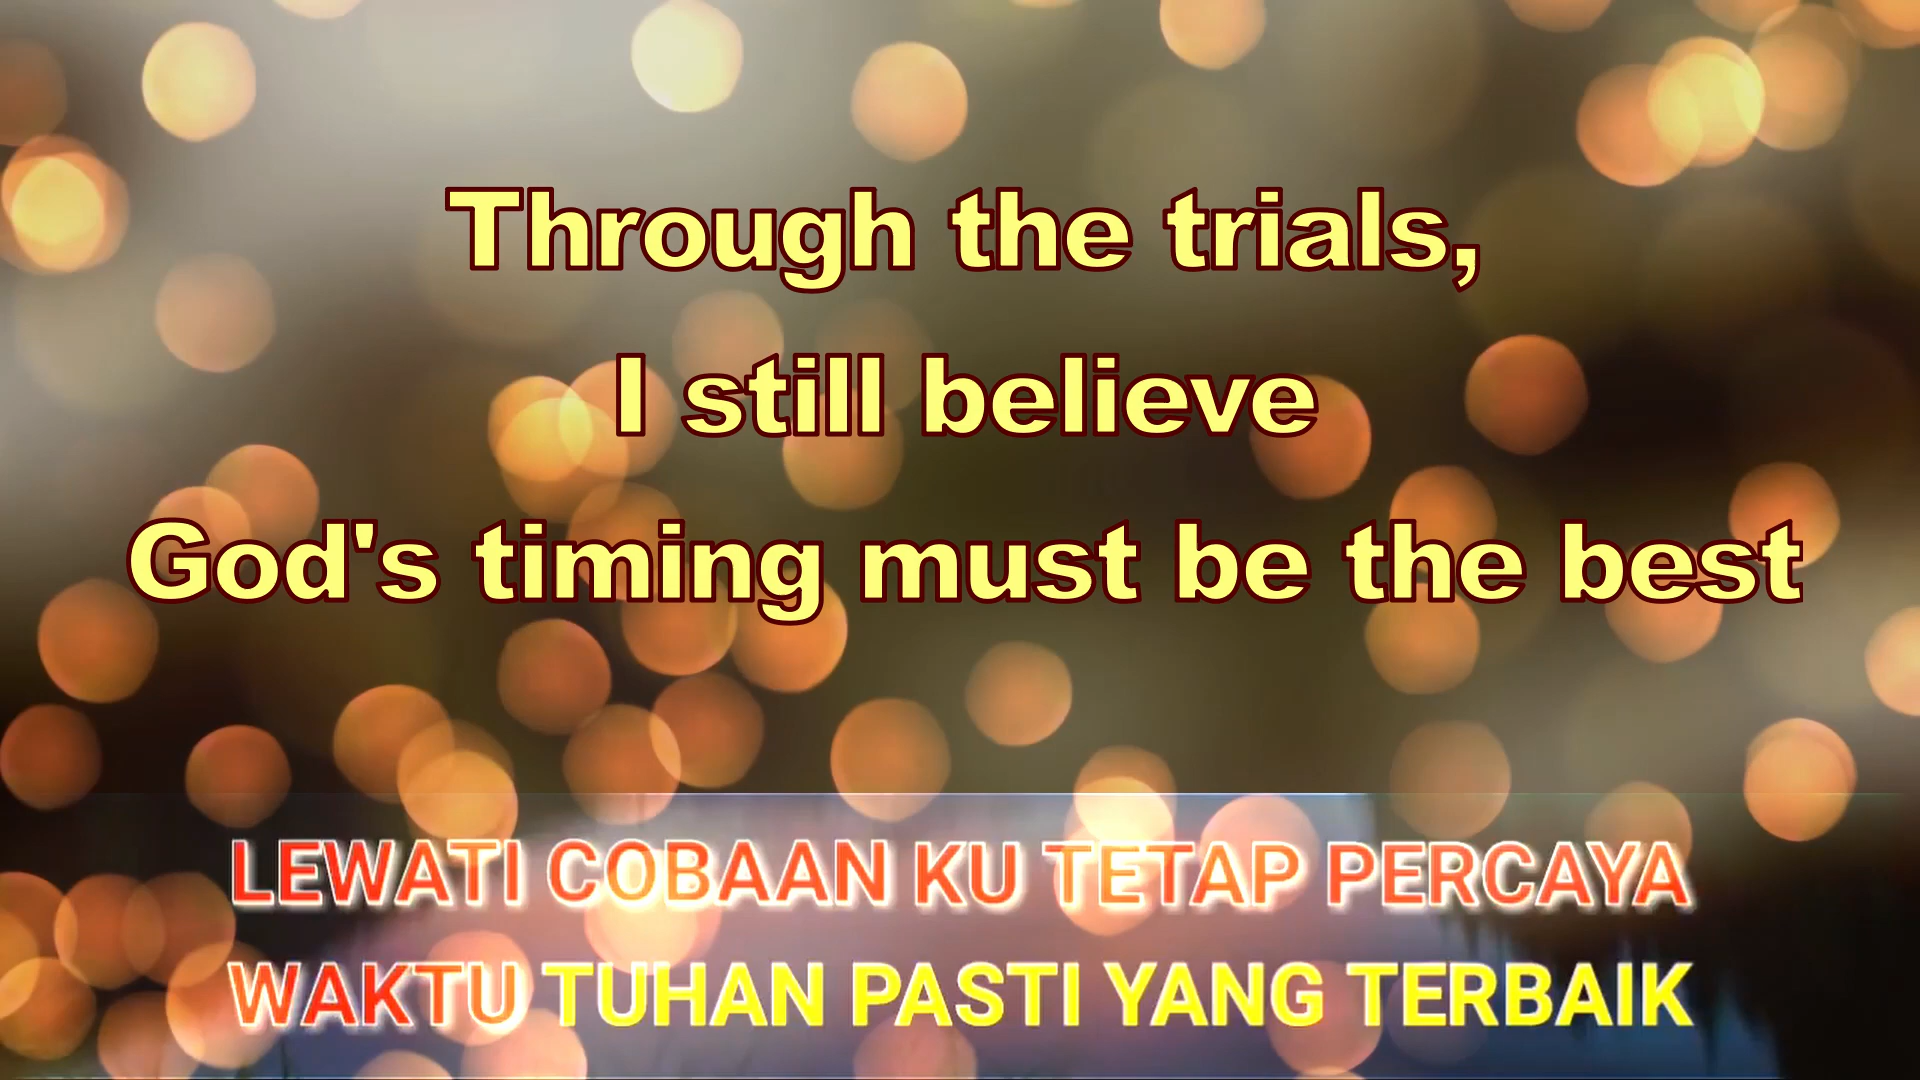 Through the trials,
I still believe
God's timing must be the best
LEWATI COBAAN KU TETAP PERCAYA
WAKTU TUHAN PASTI YANG TERBAIK